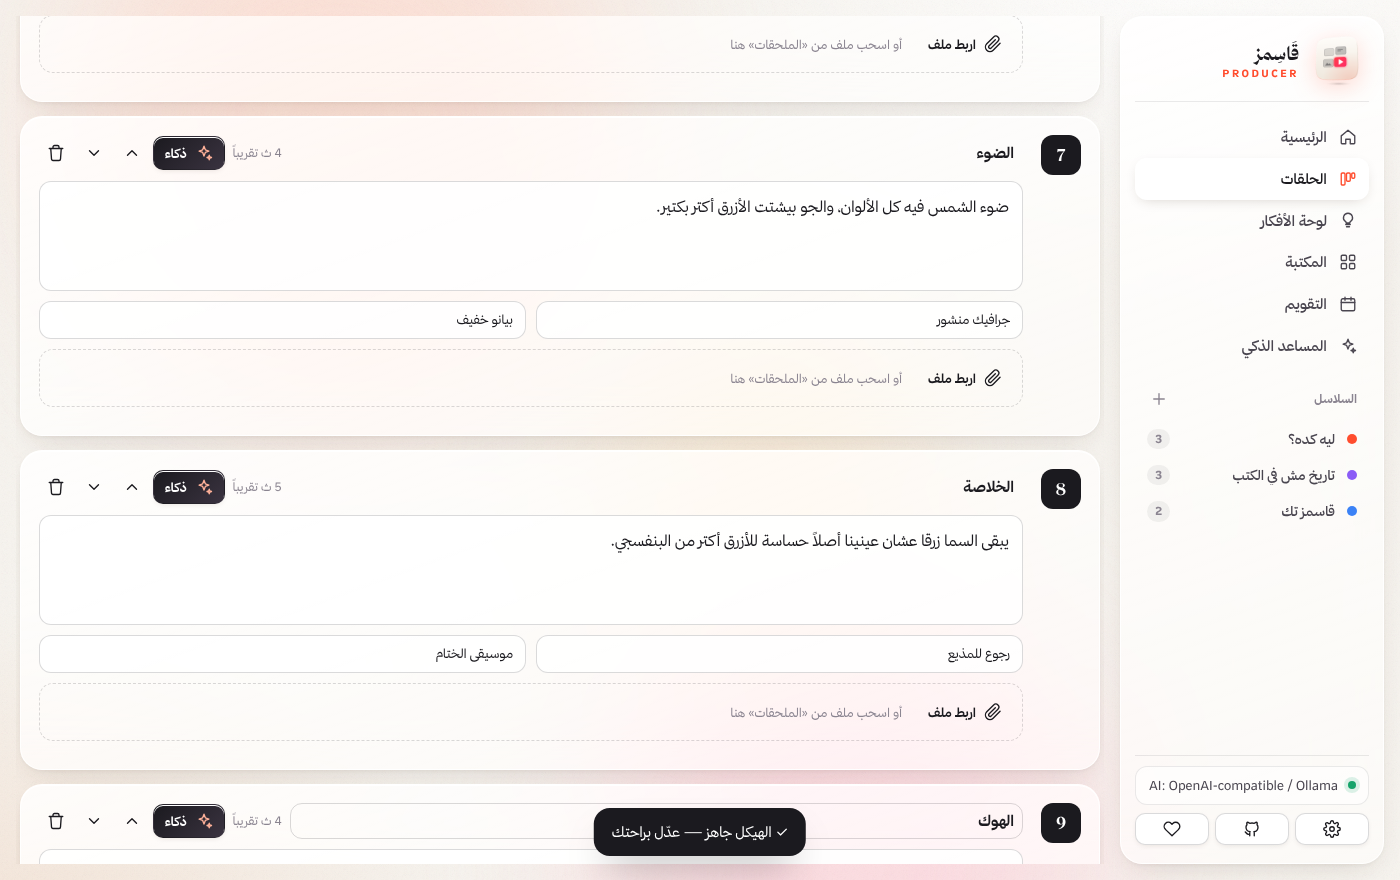 قَاسِمز
PRODUCER
الرئيسية
الحلقات
لوحة الأفكار
المكتبة
التقويم
المساعد الذكي
السلاسل
ليه كده؟
3
تاريخ مش في الكتب
3
قاسمز تك
2
AI: OpenAI-compatible / Ollama
اربط ملف
أو اسحب ملف من «الملحقات» هنا
7
الضوء
4 ث تقريباً
ذكاء
ضوء الشمس فيه كل الألوان، والجو بيشتت الأزرق أكتر بكتير.
جرافيك منشور
بيانو خفيف
اربط ملف
أو اسحب ملف من «الملحقات» هنا
8
الخلاصة
5 ث تقريباً
ذكاء
يبقى السما زرقا عشان عينينا أصلاً حساسة للأزرق أكتر من البنفسجي.
رجوع للمذيع
موسيقى الختام
اربط ملف
أو اسحب ملف من «الملحقات» هنا
9
الهوك
4 ث تقريباً
ذكاء
✓ الهيكل جاهز — عدّل براحتك